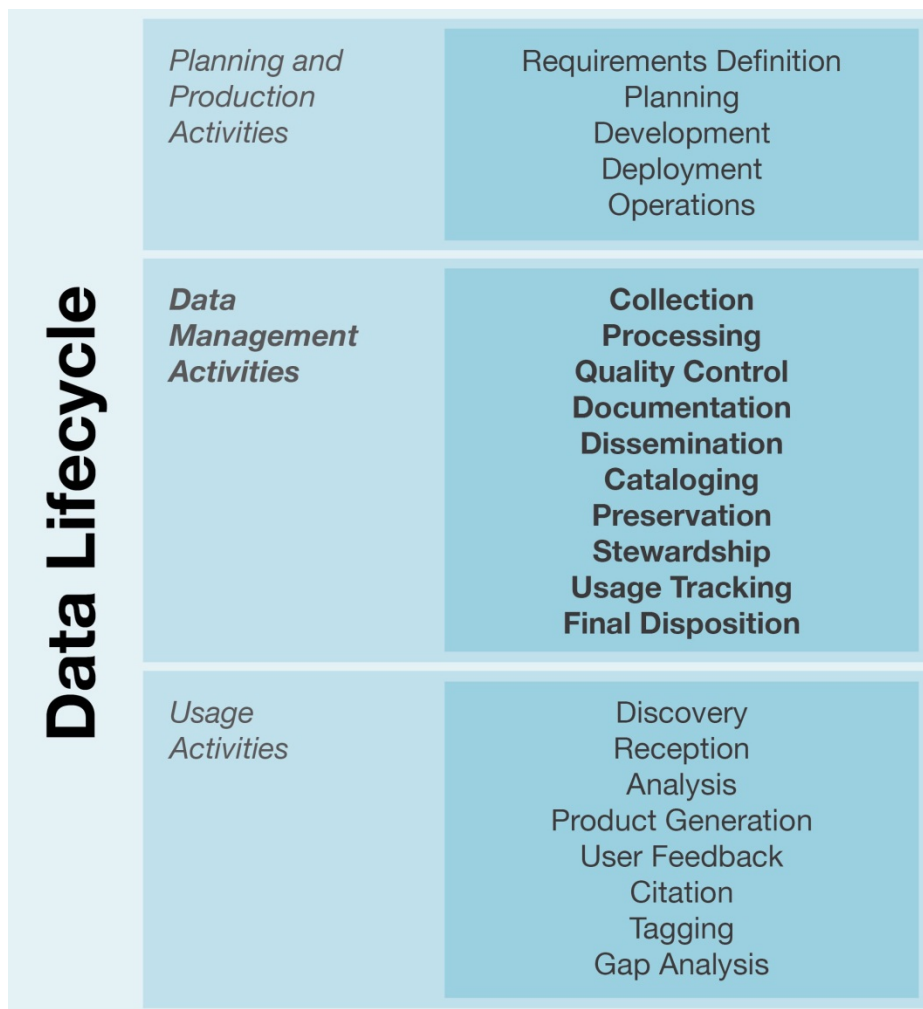 Data Lifecycle
Planning and
Production
Activities
Requirements Definition
Planning
Development
Deployment
Operations
Data
Management
Activities
Collection
Processing
Quality Control
Documentation
Dissemination
Cataloging
Preservation
Stewardship
Usage Tracking
Final Disposition
Usage
Activities
Discovery
Reception
Analysis
Product Generation
User Feedback
Citation
Tagging
Gap Analysis